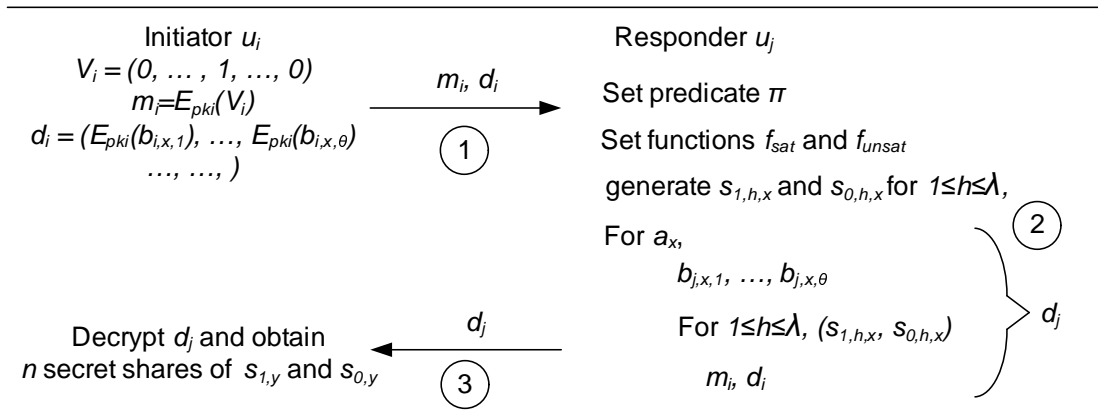 Initiator u_i
V_i = (0, … , 1, …, 0)
m_i=E_pki(V_i)
d_i = (E_pki(b_i,x,1), …, E_pki(b_i,x,θ)
…, …, )
m_i, d_i
1
Responder u_j
Set predicate π
Set functions f_sat and f_unsat
generate s_1,h,x and s_0,h,x for 1≤h≤λ,
2
For a_x,
b_j,x,1, …, b_j,x,θ
For 1≤h≤λ, (s_1,h,x, s_0,h,x)
m_i, d_i
d_j
d_j
3
Decrypt d_j and obtain
n secret shares of s_1,y and s_0,y